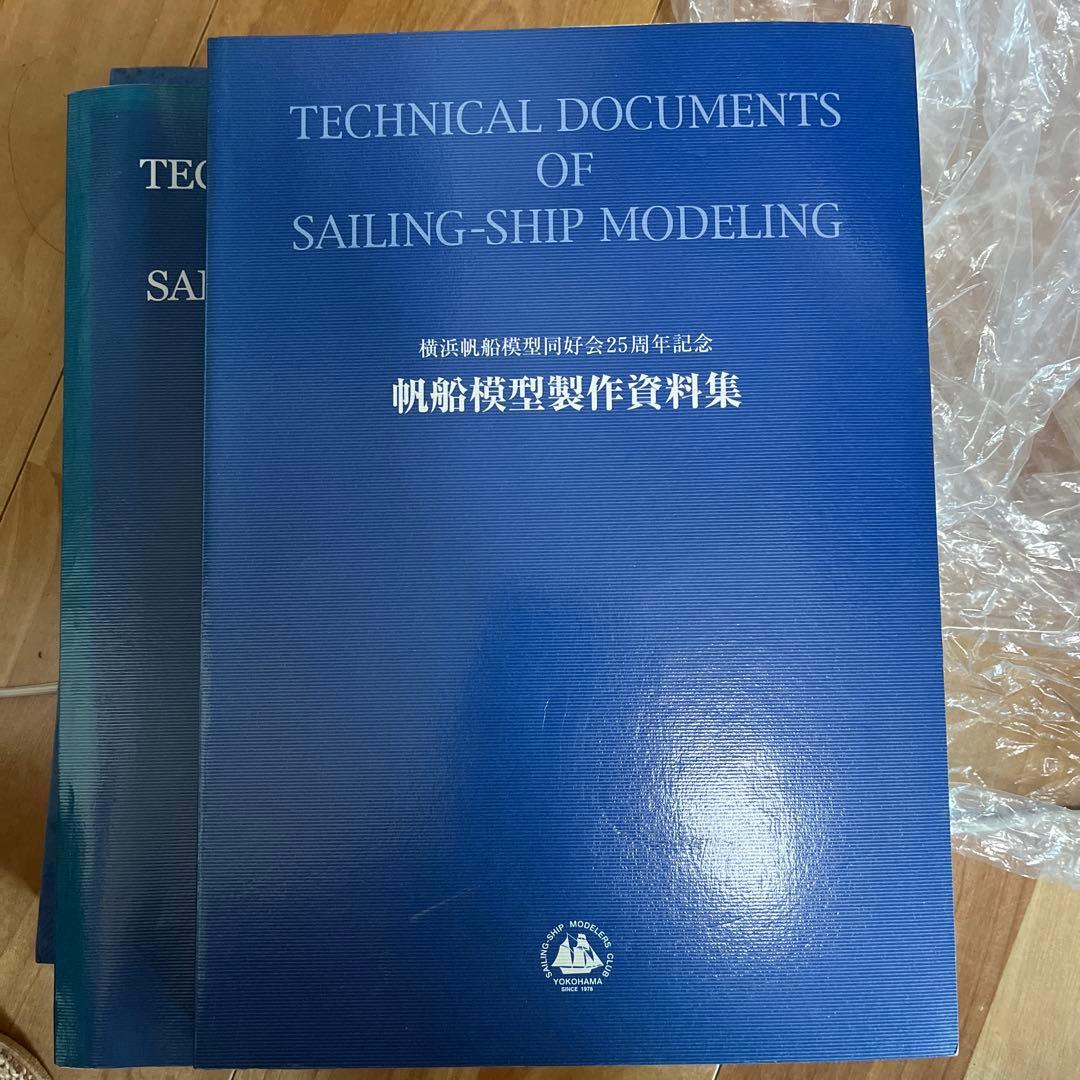 TECHNICAL DOCUMENTS
OF
SAILING-SHIP MODELING
横浜帆船模型同好会25周年記念
帆船模型製作資料集
SAILING-SHIP MODELERS CLUB
YOKOHAMA
SINCE 1978
TEC
SAI